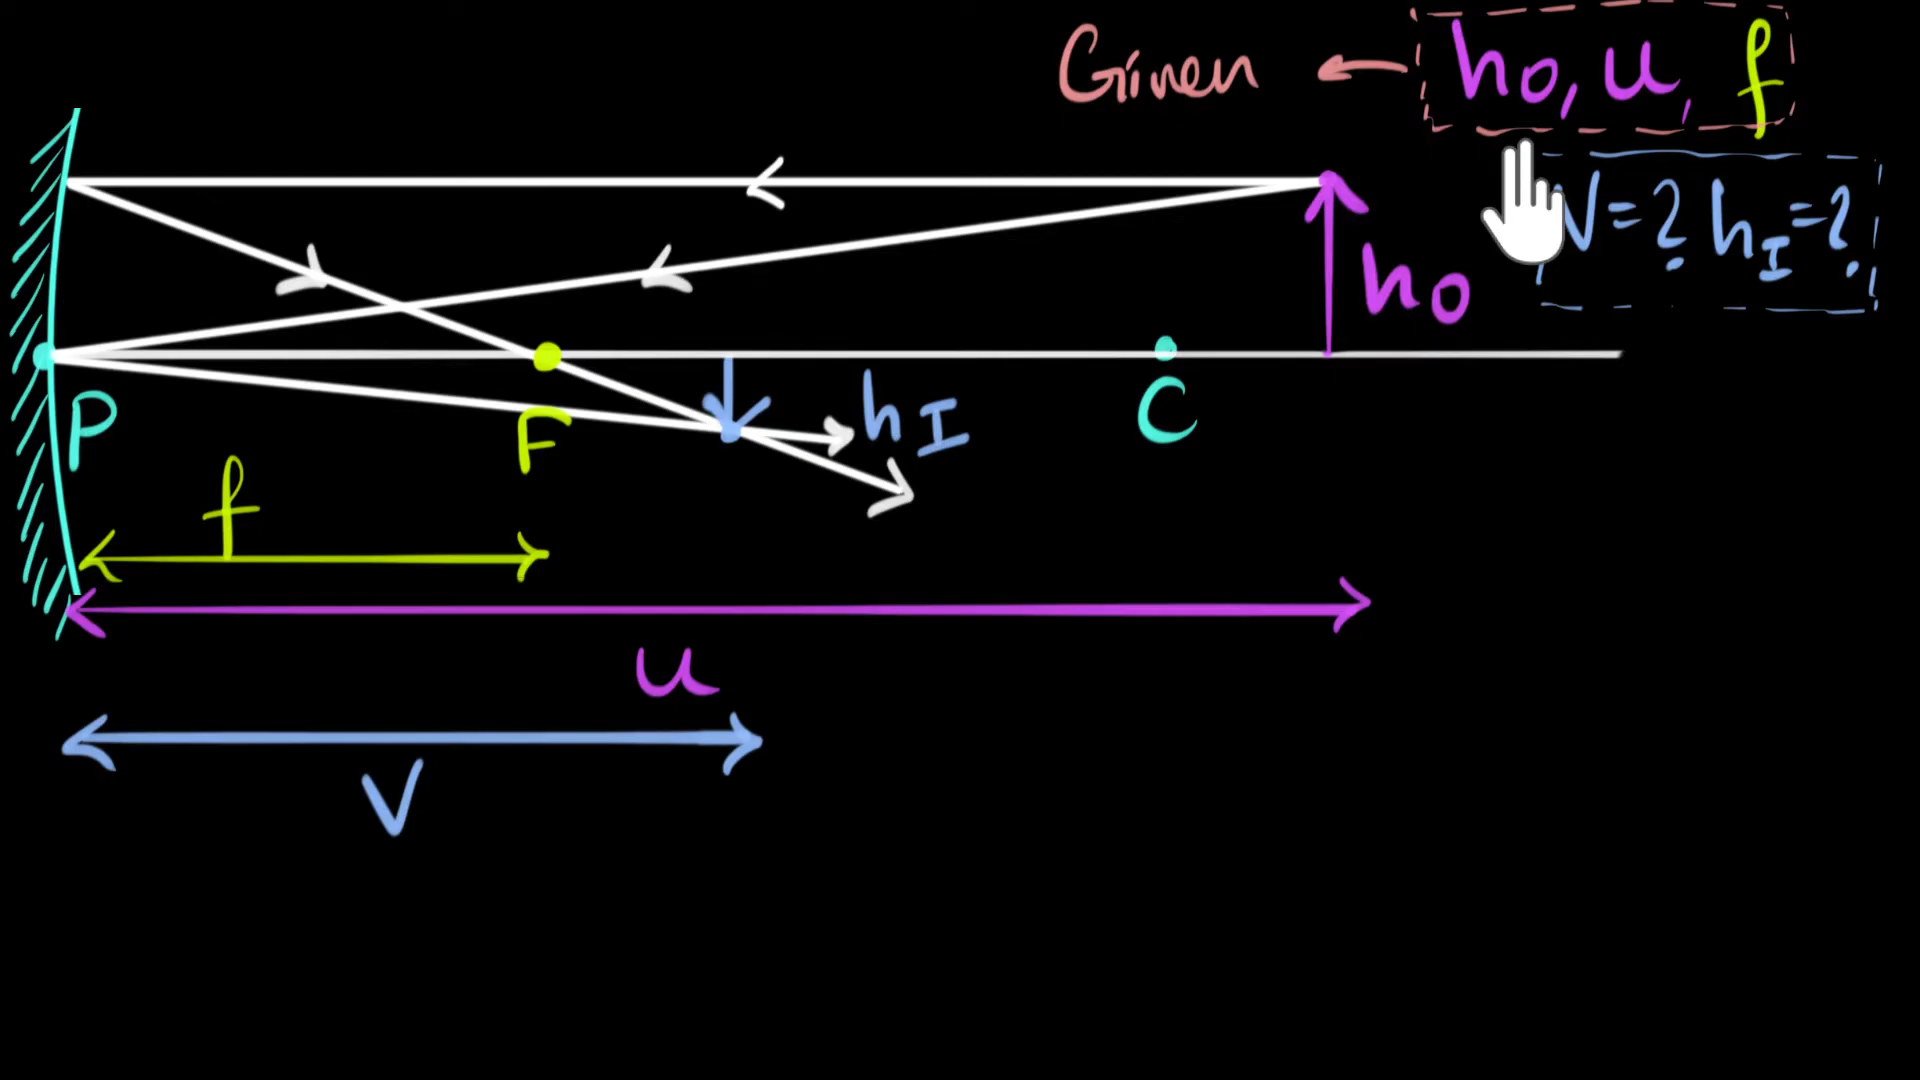 Given ← ho, u, f
V = ? hI = ?
ho
P
F
hI
C
f
u
V